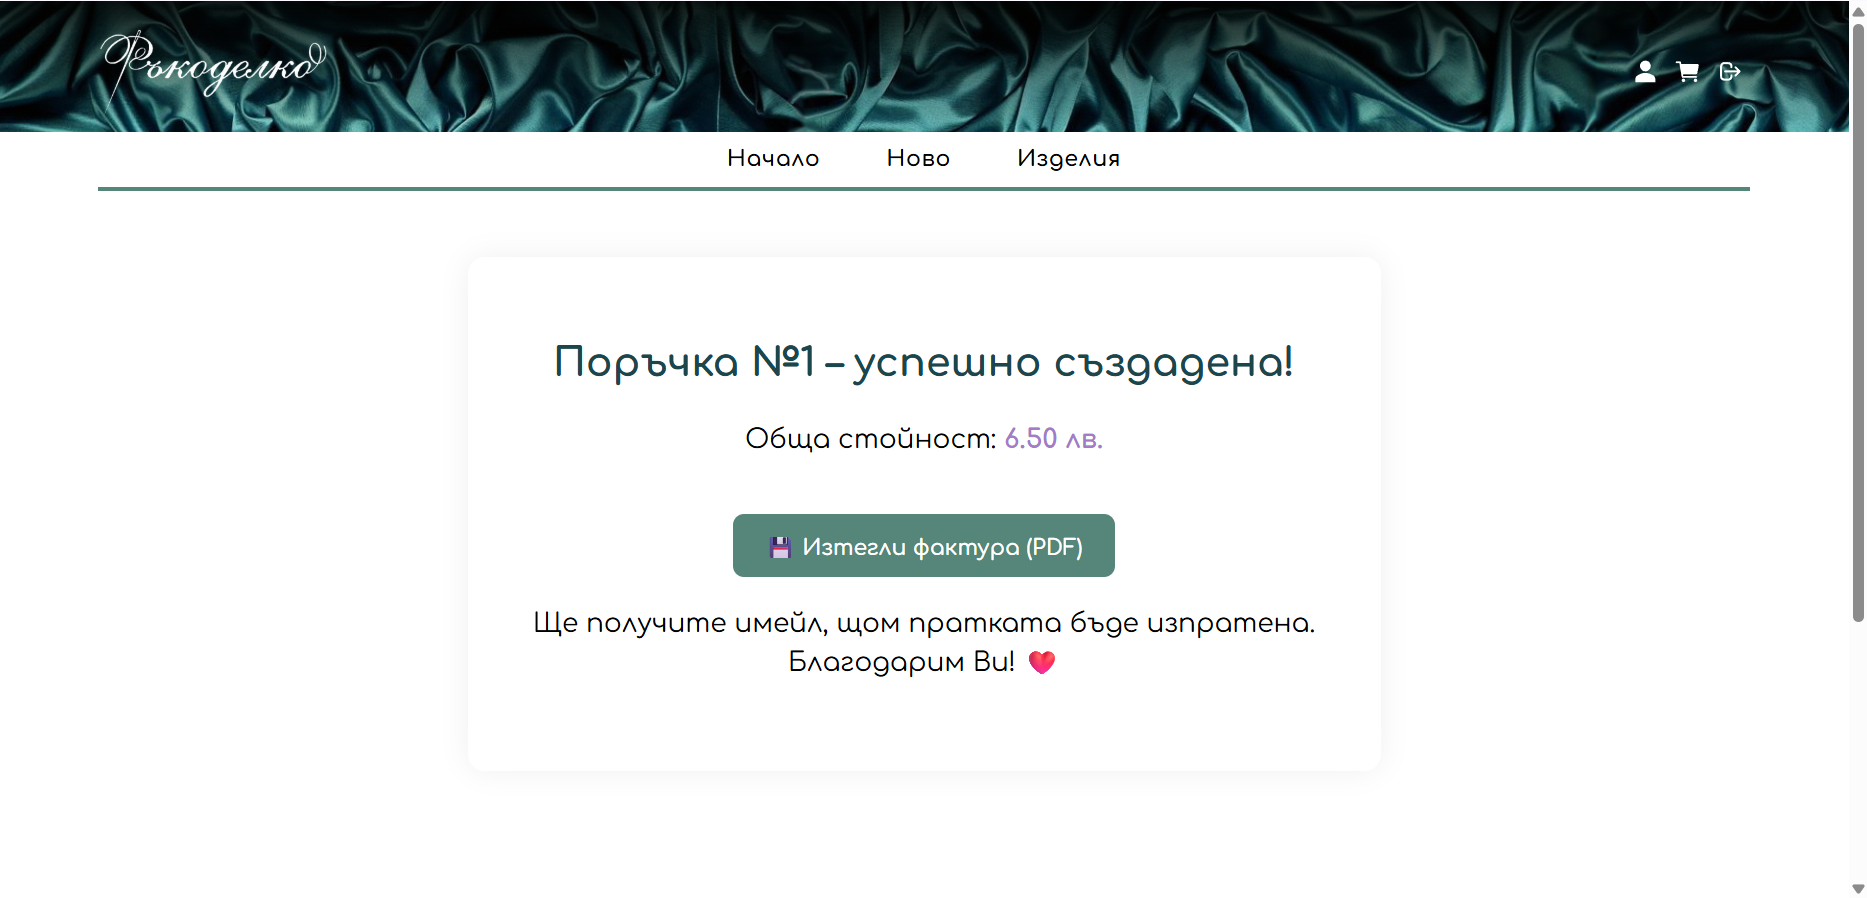 Ръкоделко
Начало Ново Изделия
Поръчка №1 – успешно създадена!
Обща стойност: 6.50 лв.
💾 Изтегли фактура (PDF)
Ще получите имейл, щом пратката бъде изпратена.
Благодарим Ви! ❤️